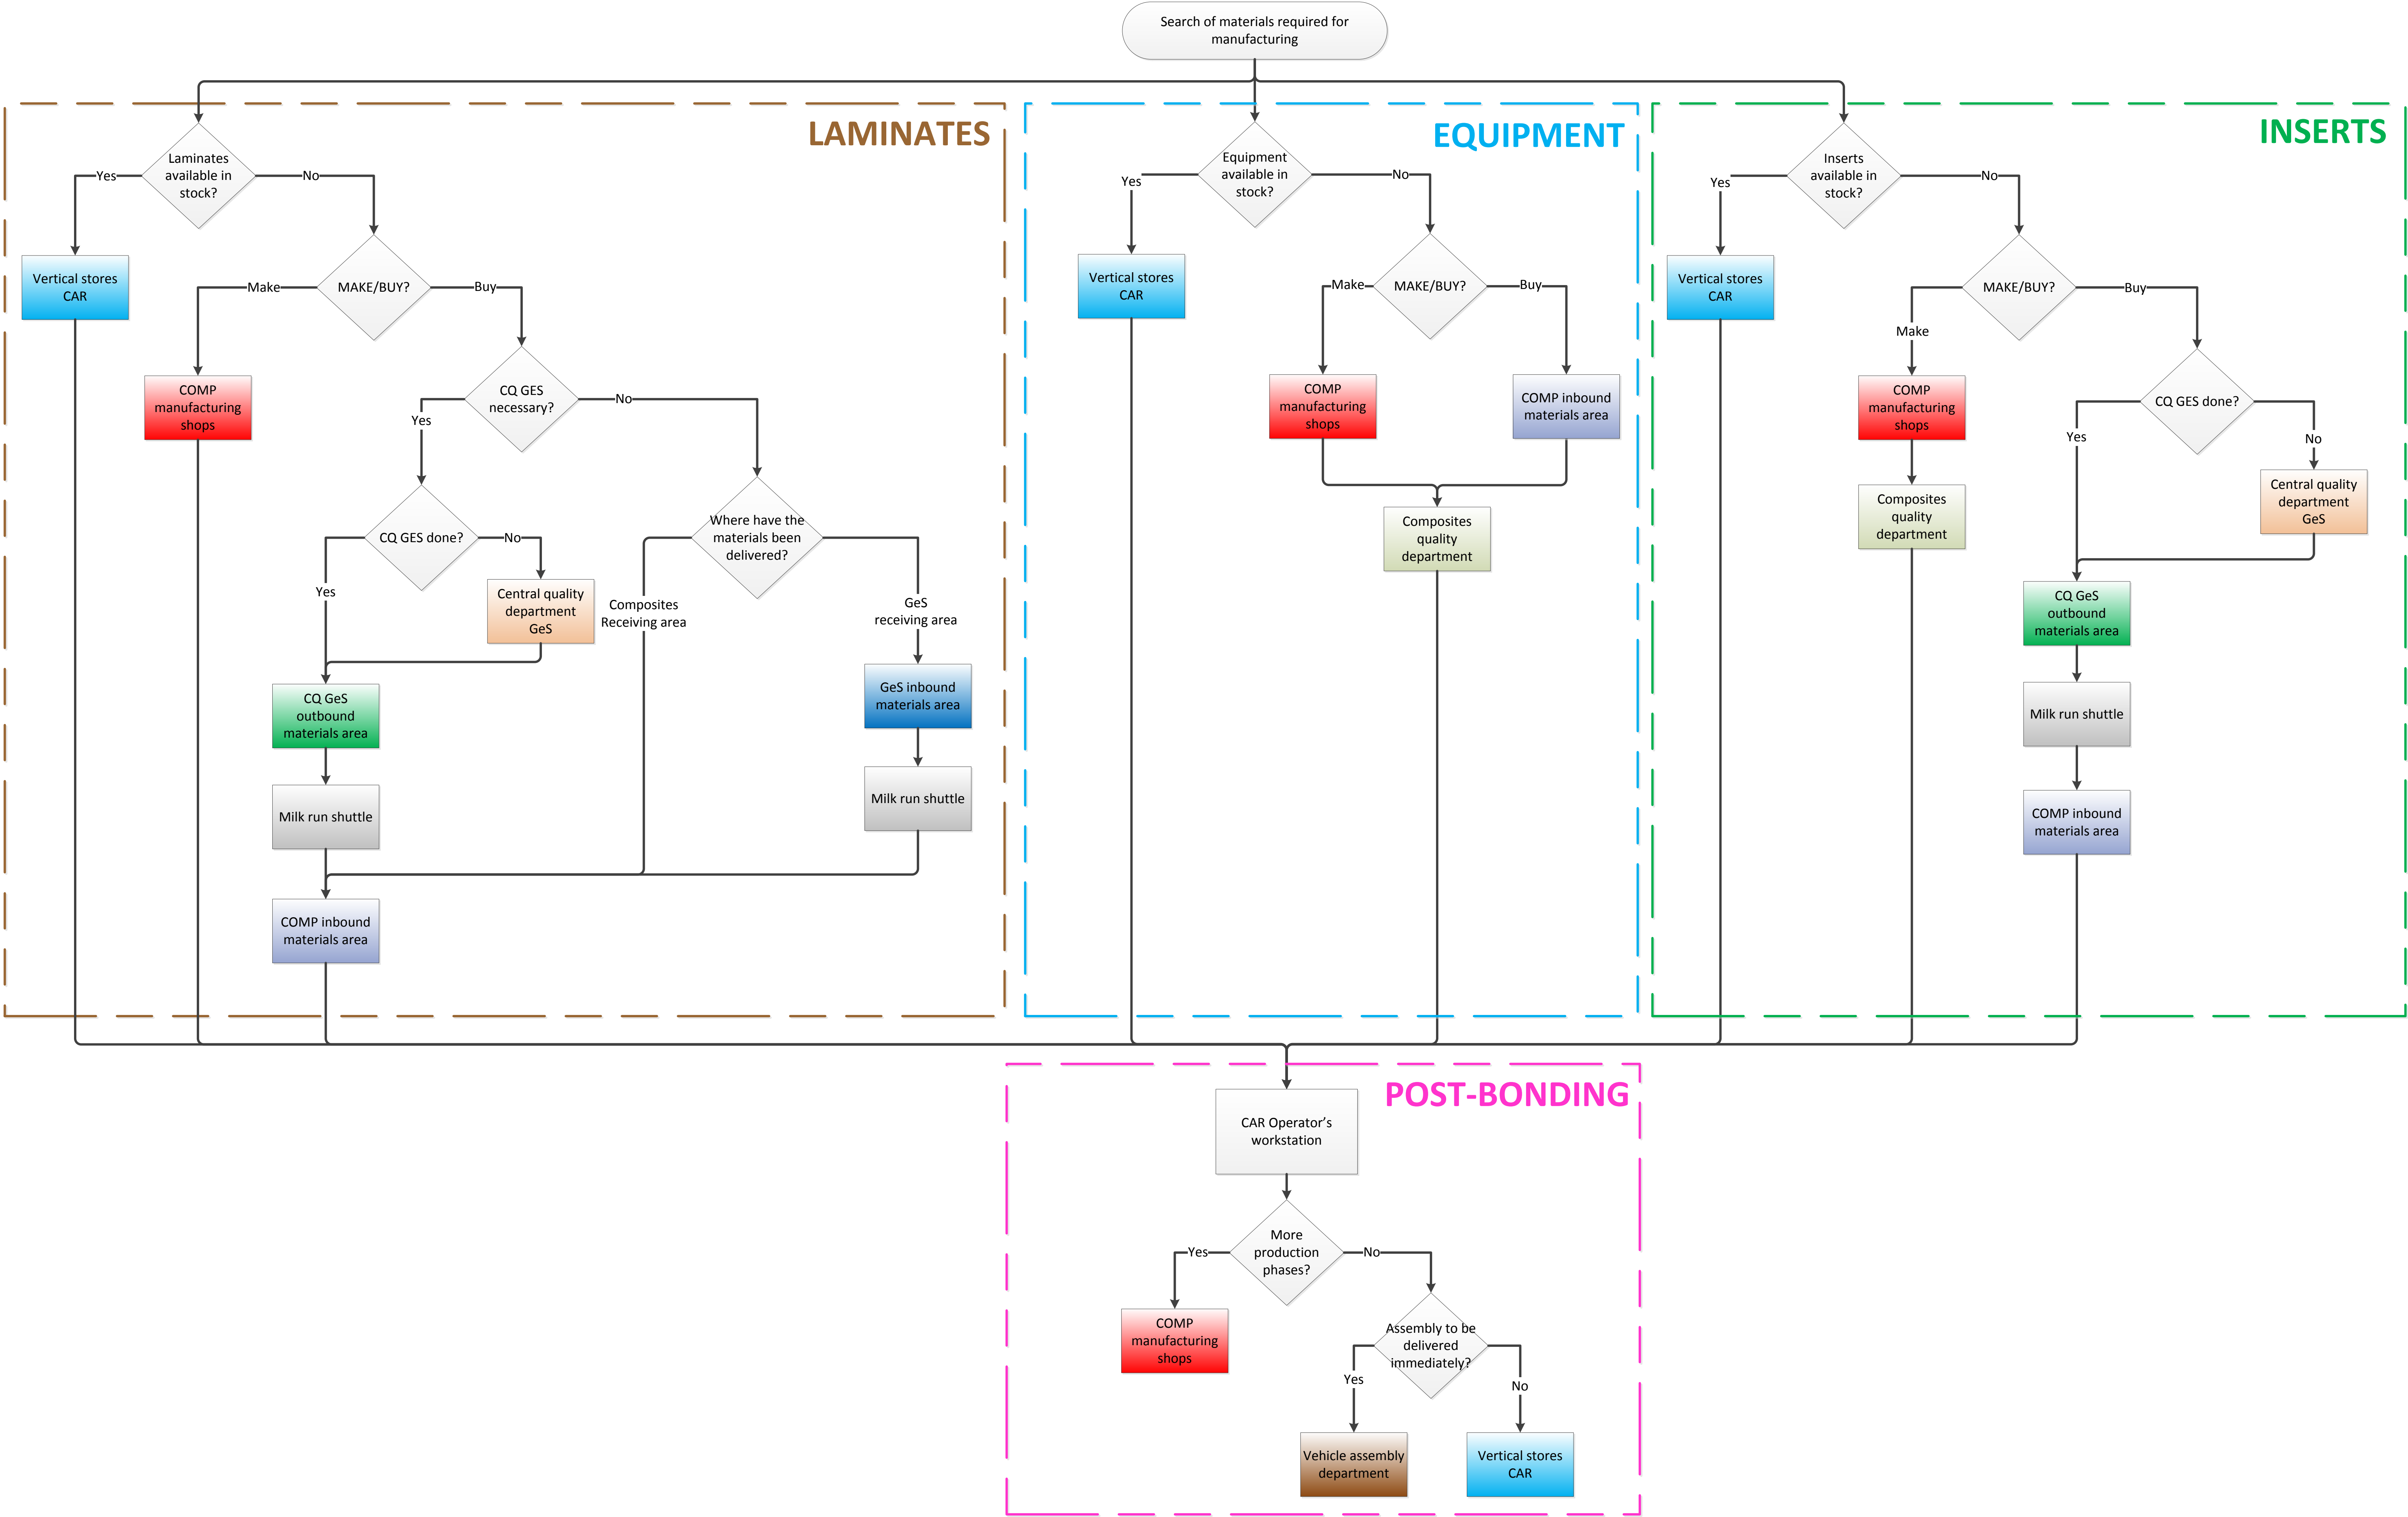 Search of materials required for
manufacturing
LAMINATES
Laminates
available in
stock?
Yes
No
Vertical stores
CAR
MAKE/BUY?
Make
Buy
COMP
manufacturing
shops
CQ GES
necessary?
Yes
No
CQ GES done?
No
Yes
Where have the
materials been
delivered?
Central quality
department
GeS
Composites
Receiving area
GeS
receiving area
CQ GeS
outbound
materials area
GeS inbound
materials area
Milk run shuttle
Milk run shuttle
COMP inbound
materials area
EQUIPMENT
Equipment
available in
stock?
Yes
No
Vertical stores
CAR
MAKE/BUY?
Make
Buy
COMP
manufacturing
shops
COMP inbound
materials area
Composites
quality
department
INSERTS
Inserts
available in
stock?
Yes
No
Vertical stores
CAR
MAKE/BUY?
Make
Buy
COMP
manufacturing
shops
CQ GES done?
Yes
No
Composites
quality
department
Central quality
department
GeS
CQ GeS
outbound
materials area
Milk run shuttle
COMP inbound
materials area
POST-BONDING
CAR Operator’s
workstation
More
production
phases?
Yes
No
COMP
manufacturing
shops
Assembly to be
delivered
immediately?
Yes
No
Vehicle assembly
department
Vertical stores
CAR